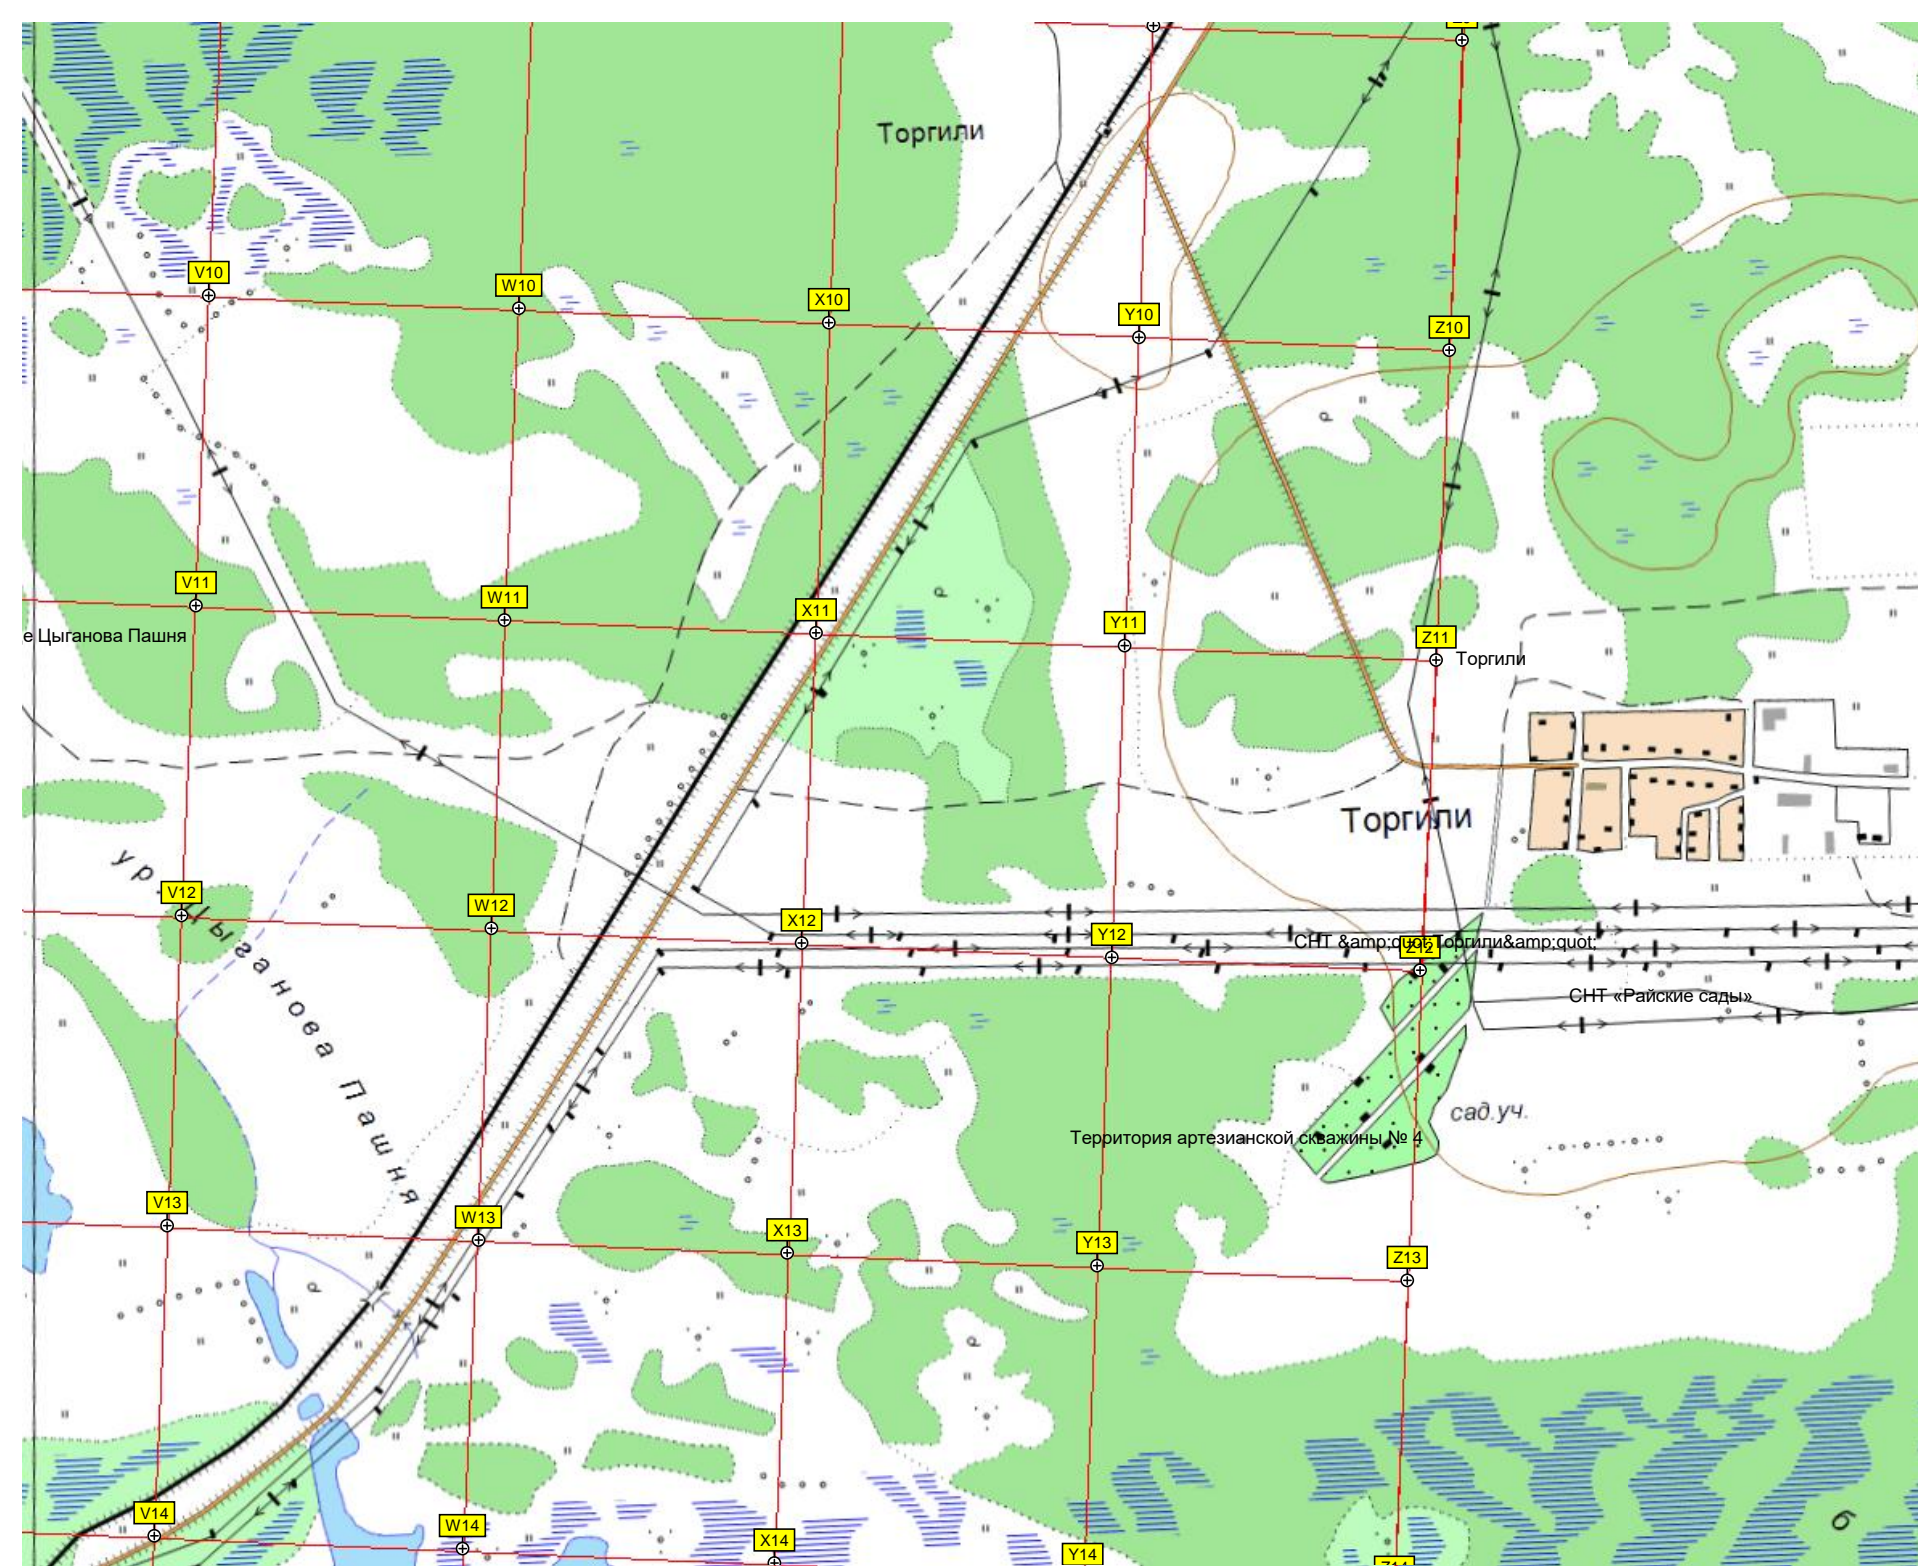 Торгили
V10
W10
X10
Y10
Z10
V11
W11
X11
Y11
Z11
е Цыганова Пашня
Торгили
Торгили
ур. Цыганова Пашня
V12
W12
X12
Y12
Z12
СНТ &amp;quot;Торгили&amp;quot;
СНТ «Райские сады»
сад.уч.
Территория артезианской скважины № 4
V13
W13
X13
Y13
Z13
V14
W14
X14
Y14
Z14
б